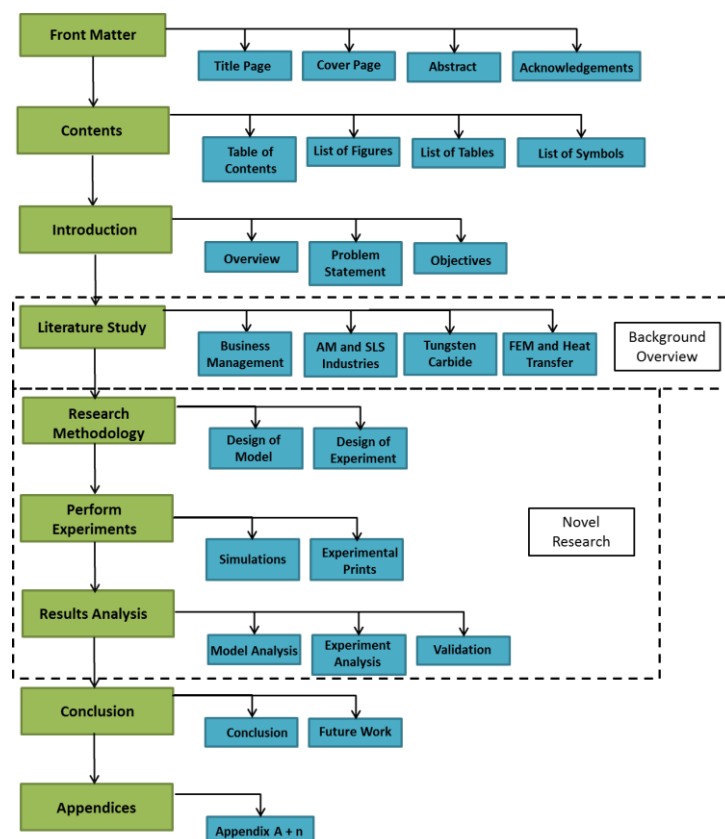 Front Matter
Title Page
Cover Page
Abstract
Acknowledgements
Contents
Table of
Contents
List of Figures
List of Tables
List of Symbols
Introduction
Overview
Problem
Statement
Objectives
Literature Study
Business
Management
AM and SLS
Industries
Tungsten
Carbide
FEM and Heat
Transfer
Background
Overview
Research
Methodology
Design of
Model
Design of
Experiment
Perform
Experiments
Simulations
Experimental
Prints
Novel
Research
Results Analysis
Model Analysis
Experiment
Analysis
Validation
Conclusion
Conclusion
Future Work
Appendices
Appendix A + n